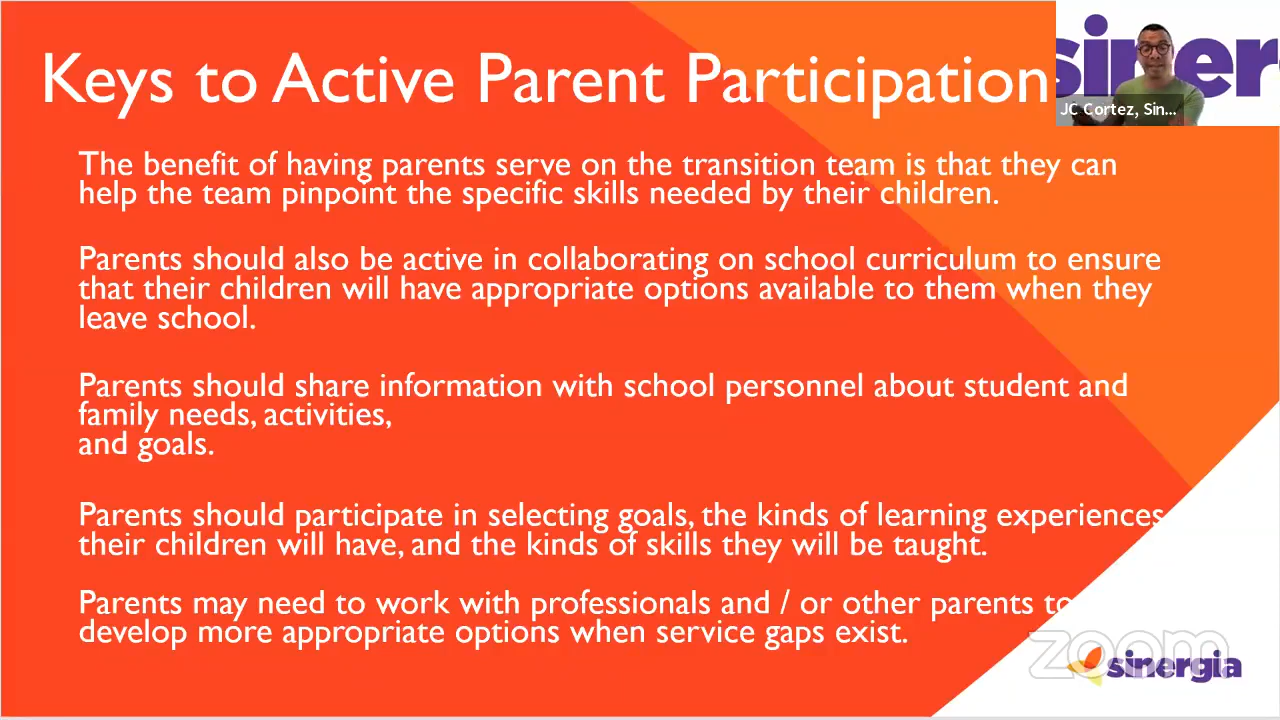 Keys to Active Parent Participation
siner
JC Cortez, Sin...
The benefit of having parents serve on the transition team is that they can
help the team pinpoint the specific skills needed by their children.
Parents should also be active in collaborating on school curriculum to ensure
that their children will have appropriate options available to them when they
leave school.
Parents should share information with school personnel about student and
family needs, activities,
and goals.
Parents should participate in selecting goals, the kinds of learning experiences
their children will have, and the kinds of skills they will be taught.
Parents may need to work with professionals and / or other parents to
develop more appropriate options when service gaps exist.
zoom
sinergia